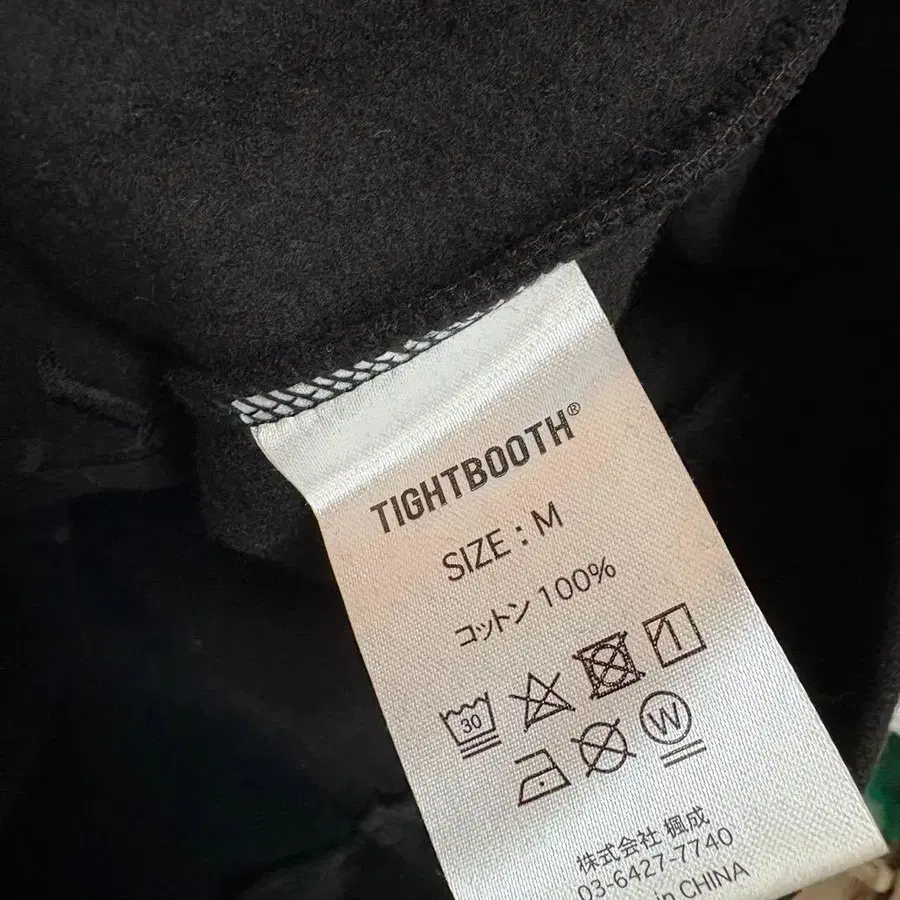 TIGHTBOOTH®
SIZE : M
コットン 100%
30
W
株式会社 楓成
03-6427-7740
in CHINA